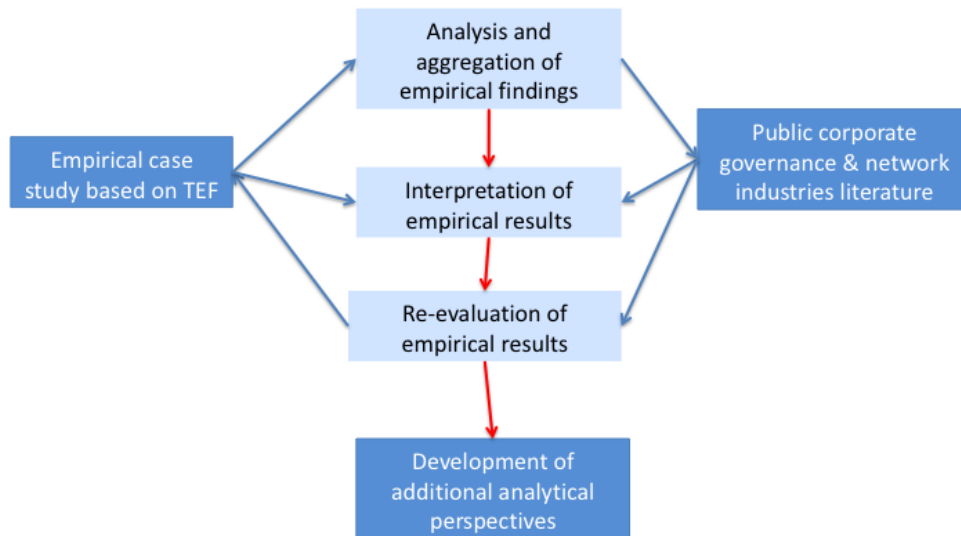 Analysis and
aggregation of
empirical findings
Empirical case
study based on TEF
Public corporate
governance & network
industries literature
Interpretation of
empirical results
Re-evaluation of
empirical results
Development of
additional analytical
perspectives